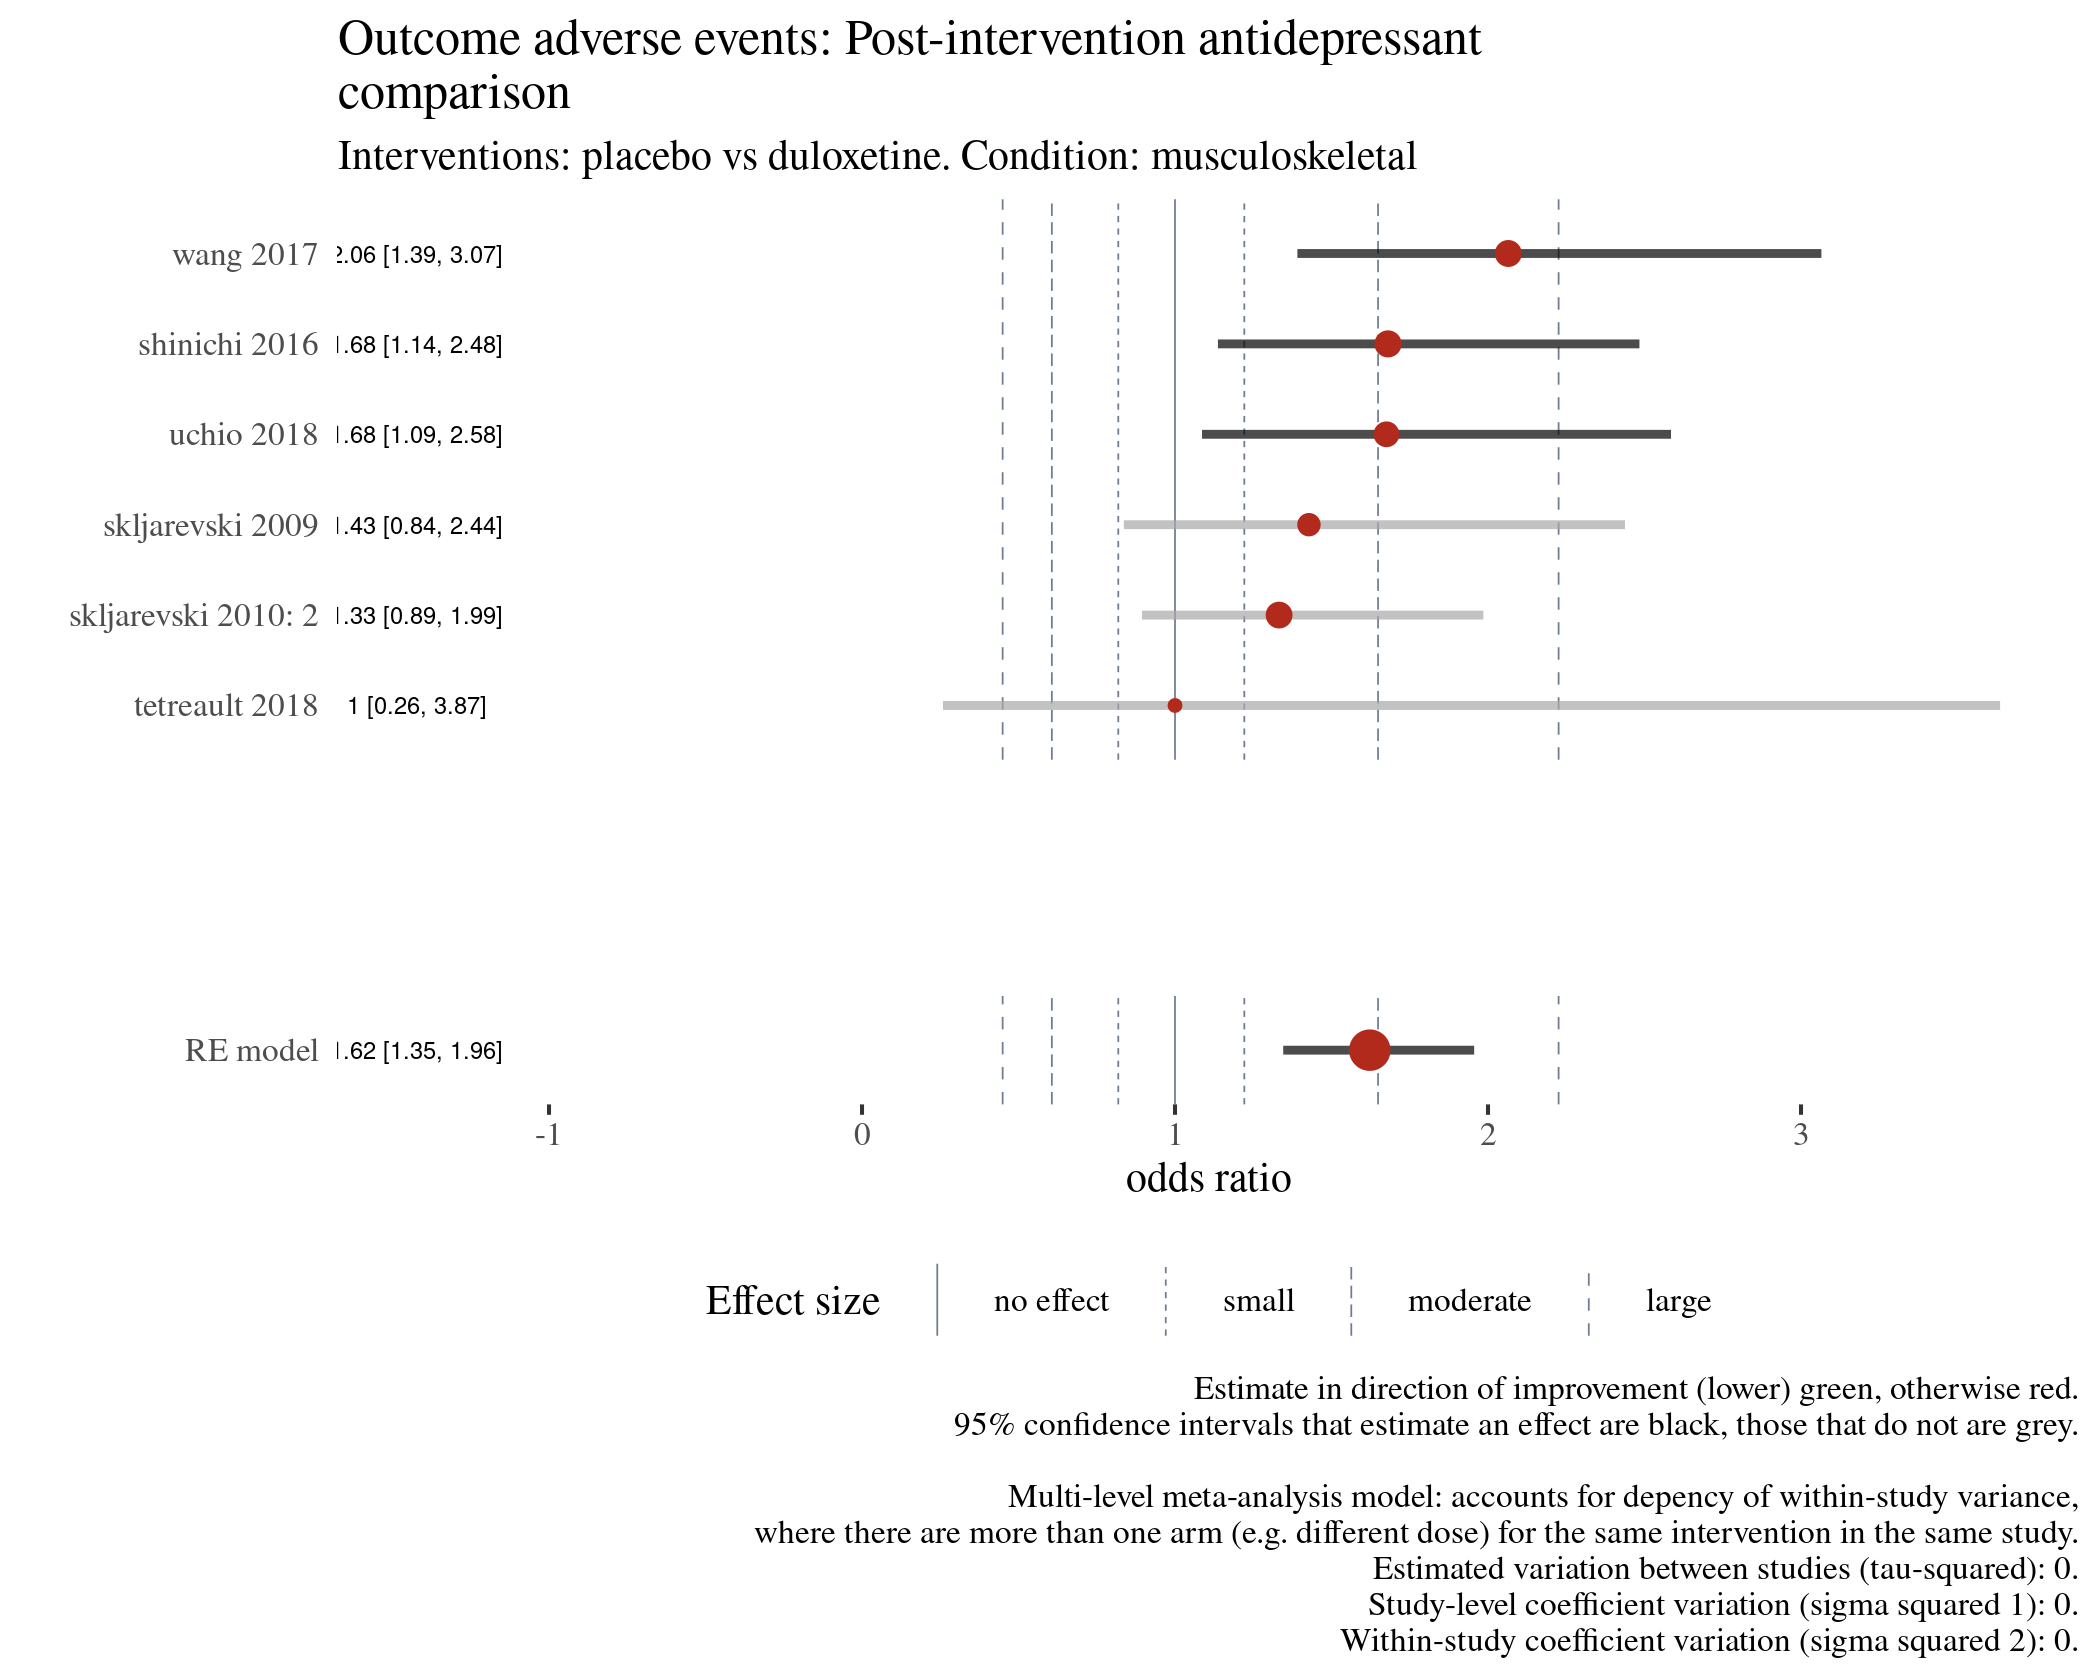 Outcome adverse events: Post-intervention antidepressant
comparison
Interventions: placebo vs duloxetine. Condition: musculoskeletal
wang 2017 2.06 [1.39, 3.07]
shinichi 2016 1.68 [1.14, 2.48]
uchio 2018 1.68 [1.09, 2.58]
skljarevski 2009 1.43 [0.84, 2.44]
skljarevski 2010: 2 1.33 [0.89, 1.99]
tetreault 2018 1 [0.26, 3.87]
RE model 1.62 [1.35, 1.96]
-1 0 1 2 3
odds ratio
Effect size no effect small moderate large
Estimate in direction of improvement (lower) green, otherwise red.
95% confidence intervals that estimate an effect are black, those that do not are grey.
Multi-level meta-analysis model: accounts for depency of within-study variance,
where there are more than one arm (e.g. different dose) for the same intervention in the same study.
Estimated variation between studies (tau-squared): 0.
Study-level coefficient variation (sigma squared 1): 0.
Within-study coefficient variation (sigma squared 2): 0.